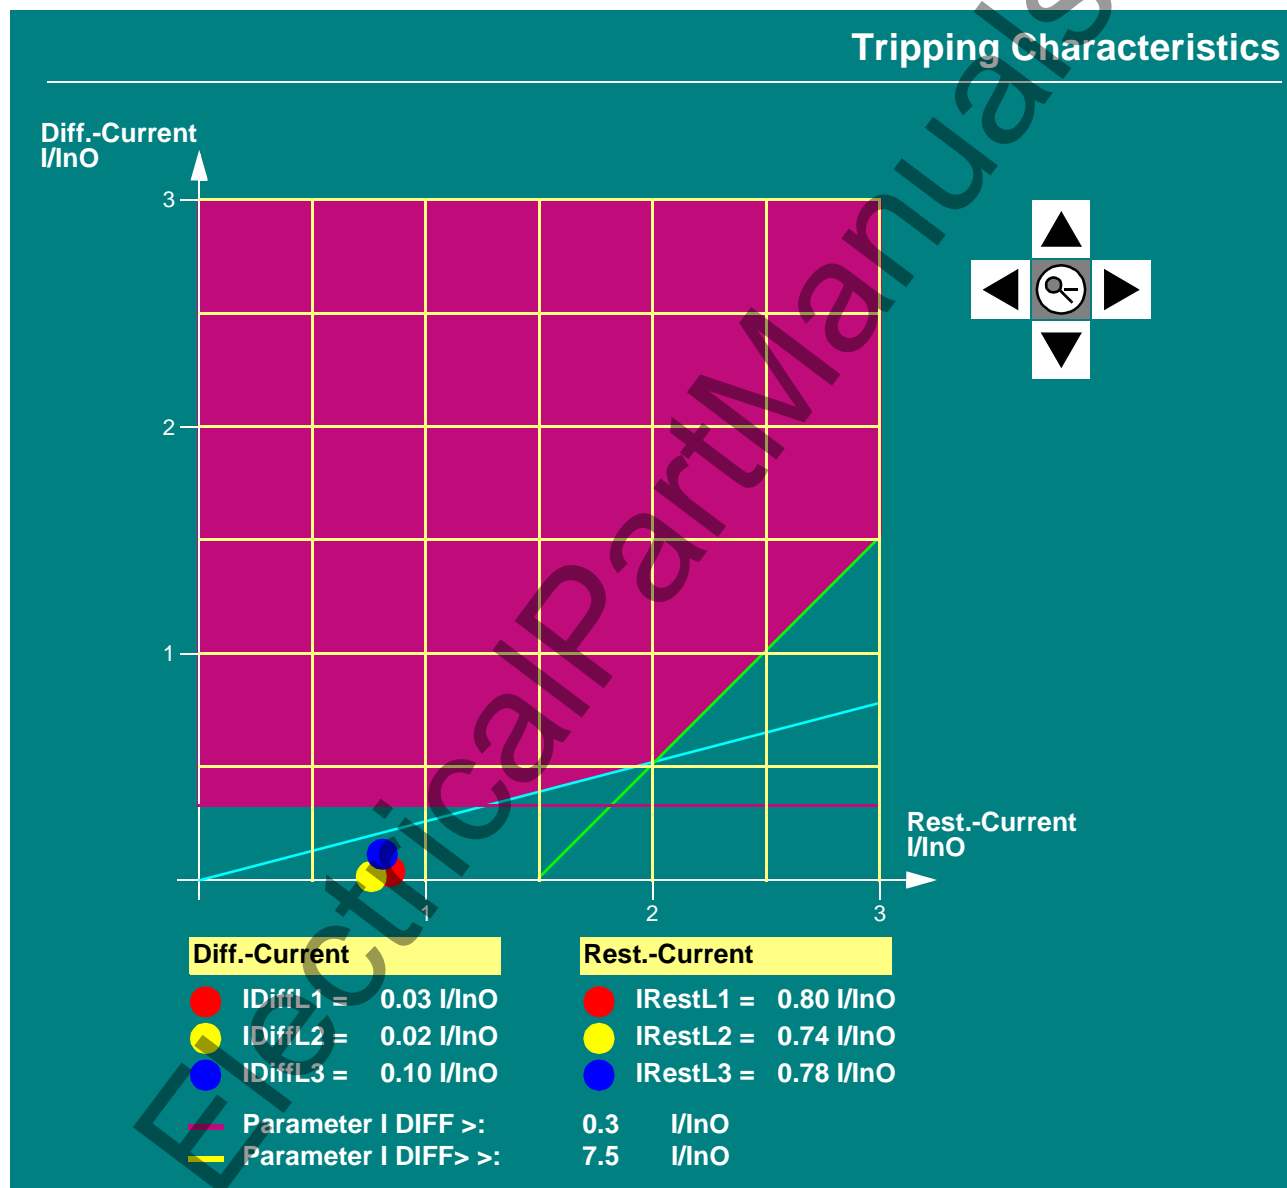 Tripping Characteristics
Diff.-Current
I/InO
3
2
1
Rest.-Current
I/InO
1
2
3
Diff.-Current
Rest.-Current
IDiffL1 = 0.03 I/InO
IRestL1 = 0.80 I/InO
IDiffL2 = 0.02 I/InO
IRestL2 = 0.74 I/InO
IDiffL3 = 0.10 I/InO
IRestL3 = 0.78 I/InO
Parameter I DIFF >: 0.3 I/InO
Parameter I DIFF> >: 7.5 I/InO
ElectricalPartManuals